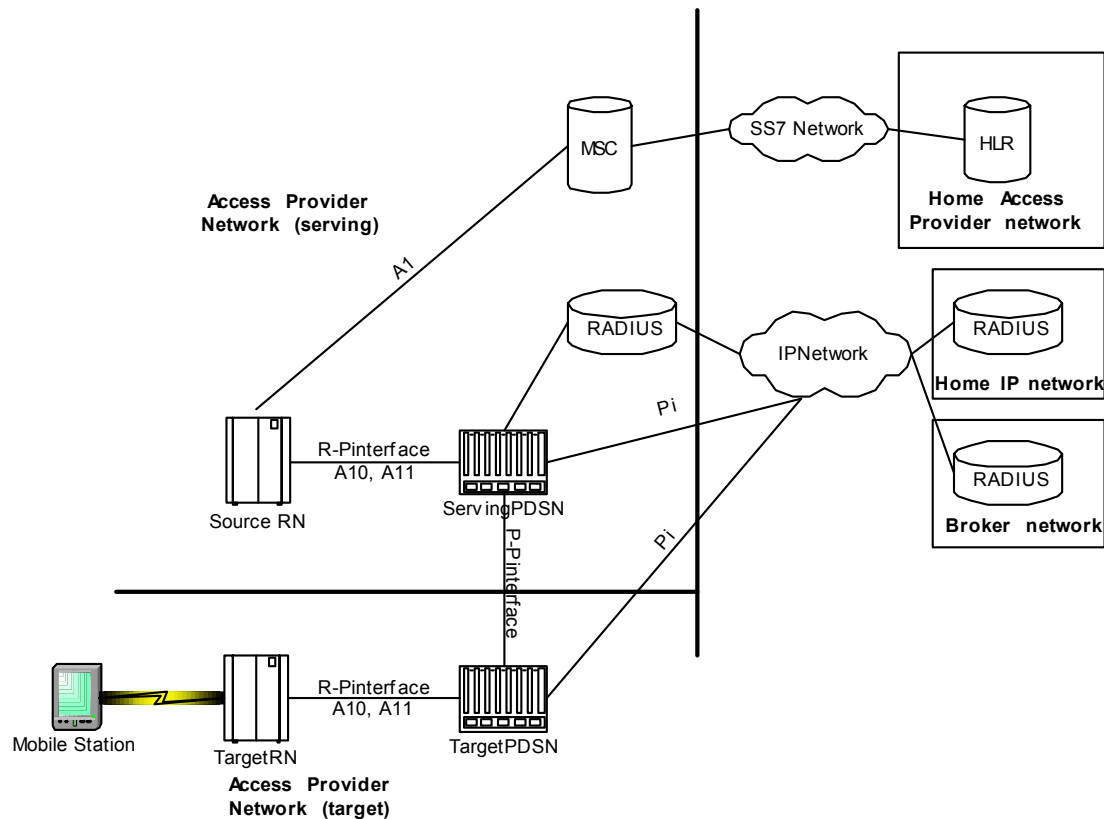 SS7 Network
MSC
HLR
Home Access
Provider network
Access Provider
Network (serving)
A1
RADIUS
IPNetwork
RADIUS
Home IP network
Pi
R-Pinterface
A10, A11
Source RN
ServingPDSN
RADIUS
Broker network
P-Pinterface
Pi
Mobile Station
R-Pinterface
A10, A11
TargetRN
TargetPDSN
Access Provider
Network (target)